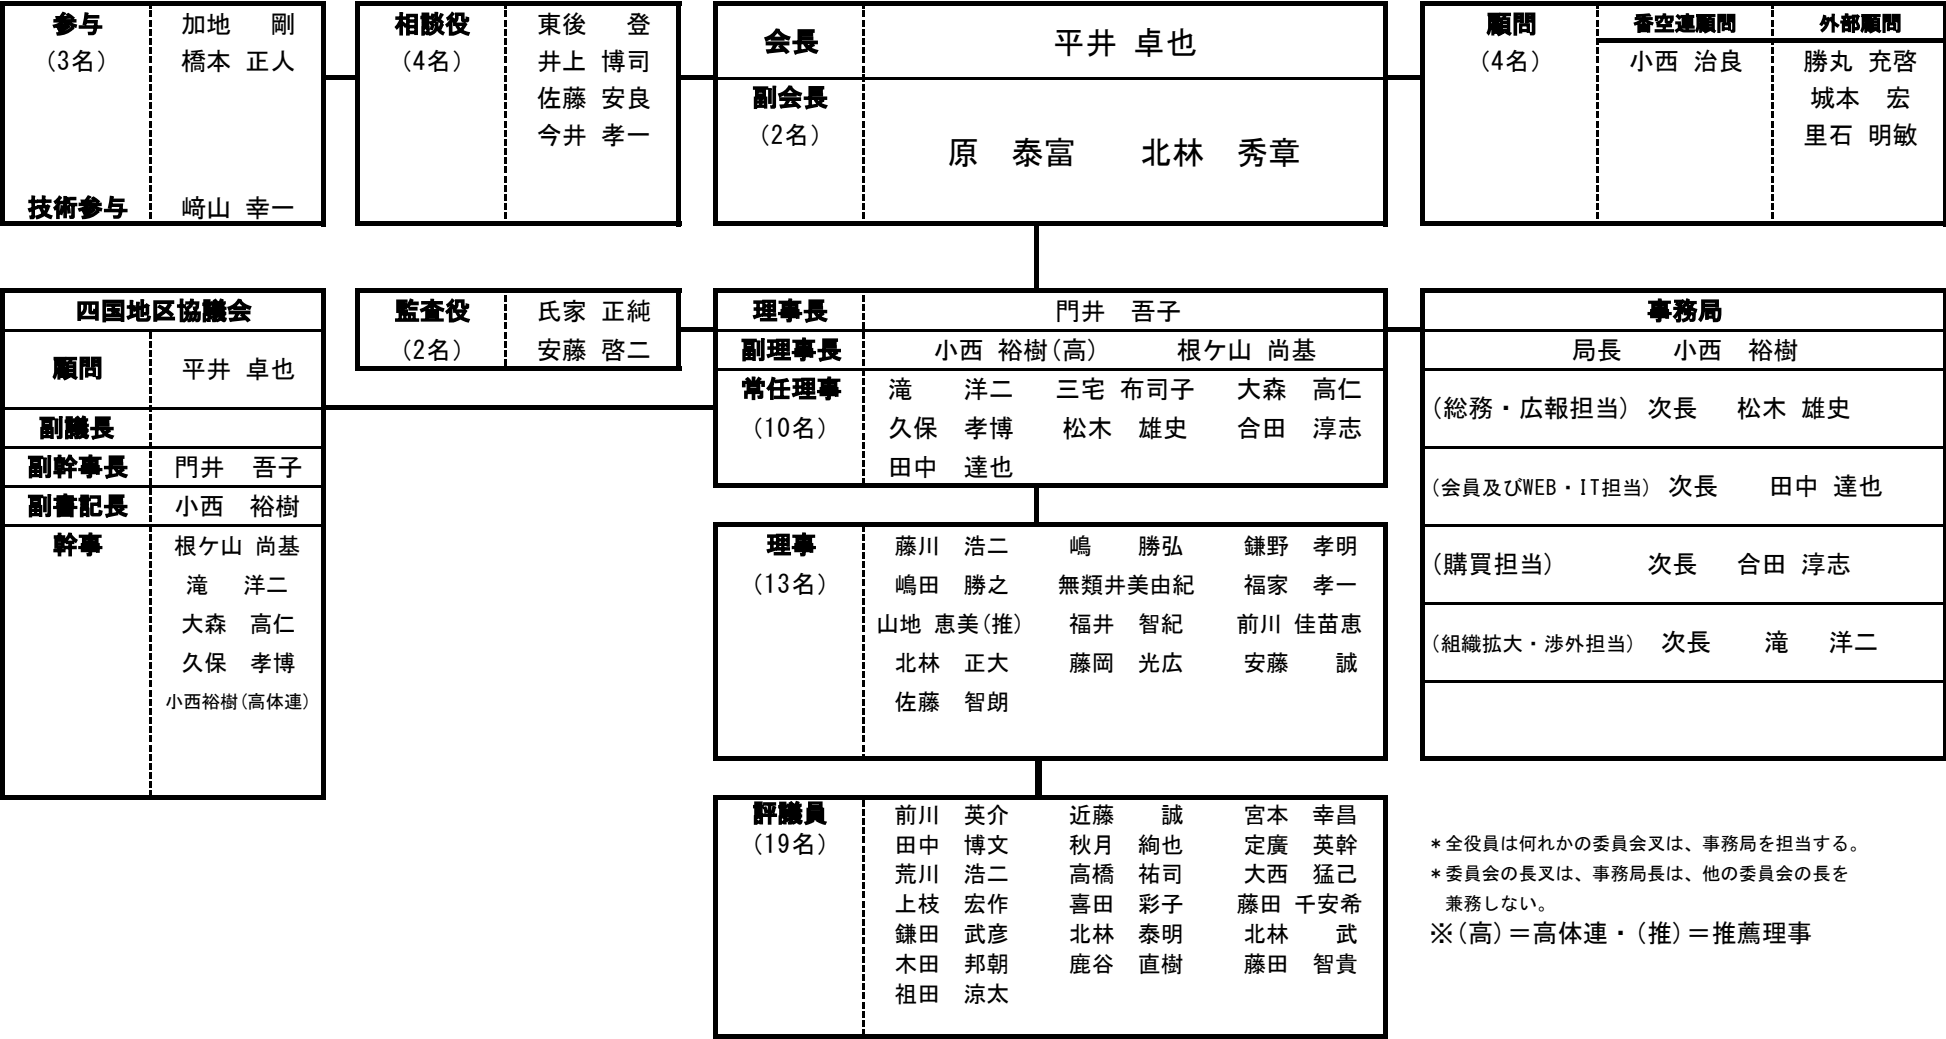 参与 加地 剛
(3名) 橋本 正人
技術参与 﨑山 幸一
相談役 東後 登
(4名) 井上 博司
佐藤 安良
今井 孝一
会長 平井 卓也
副会長
(2名)
原 泰富 北林 秀章
顧問 香空連顧問 外部顧問
(4名) 小西 治良 勝丸 充啓
城本 宏
里石 明敏
四国地区協議会
顧問 平井 卓也
副議長
副幹事長 門井 吾子
副書記長 小西 裕樹
幹事 根ケ山 尚基
滝 洋二
大森 高仁
久保 孝博
小西裕樹(高体連)
監査役 氏家 正純
(2名) 安藤 啓二
理事長 門井 吾子
副理事長 小西 裕樹(高) 根ケ山 尚基
常任理事 滝 洋二 三宅 布司子 大森 高仁
(10名) 久保 孝博 松木 雄史 合田 淳志
田中 達也
理事 藤川 浩二 嶋 勝弘 鎌野 孝明
(13名) 嶋田 勝之 無類井美由紀 福家 孝一
山地 恵美(推) 福井 智紀 前川 佳苗恵
北林 正大 藤岡 光広 安藤 誠
佐藤 智朗
評議員 前川 英介 近藤 誠 宮本 幸昌
(19名) 田中 博文 秋月 絢也 定廣 英幹
荒川 浩二 高橋 祐司 大西 猛己
上枝 宏作 喜田 彩子 藤田 千安希
鎌田 武彦 北林 泰明 北林 武
木田 邦朝 鹿谷 直樹 藤田 智貴
祖田 涼太
事務局
局長 小西 裕樹
(総務・広報担当) 次長 松木 雄史
(会員及びWEB・IT担当) 次長 田中 達也
(購買担当) 次長 合田 淳志
(組織拡大・渉外担当) 次長 滝 洋二
*全役員は何れかの委員会叉は、事務局を担当する。
*委員会の長叉は、事務局長は、他の委員会の長を
兼務しない。
※(高)＝高体連・(推)＝推薦理事